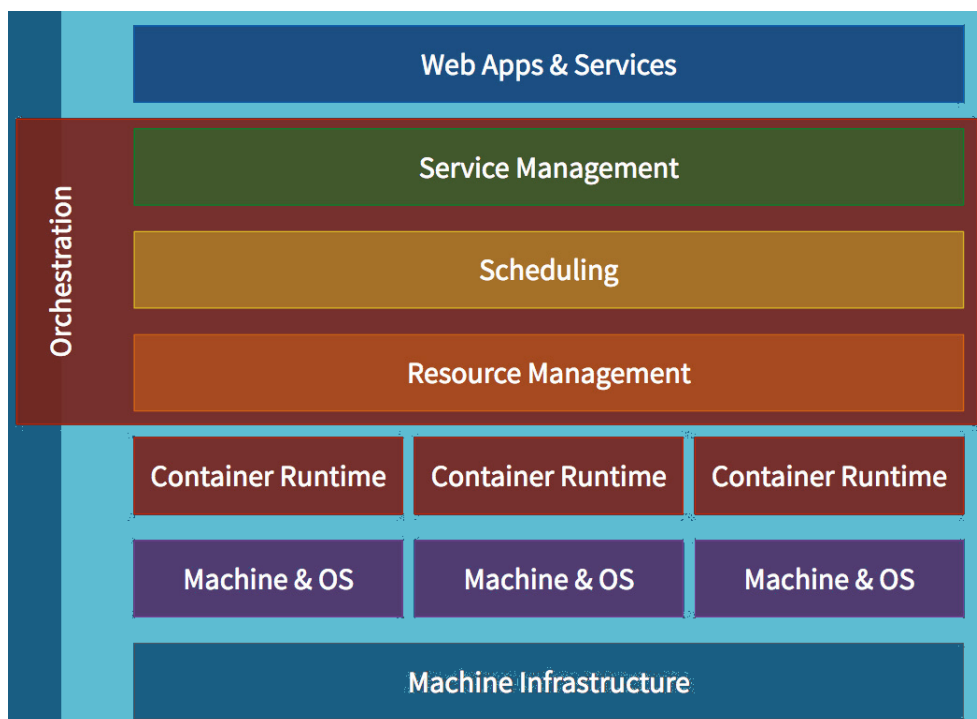 Web Apps & Services
Orchestration
Service Management
Scheduling
Resource Management
Container Runtime
Container Runtime
Container Runtime
Machine & OS
Machine & OS
Machine & OS
Machine Infrastructure